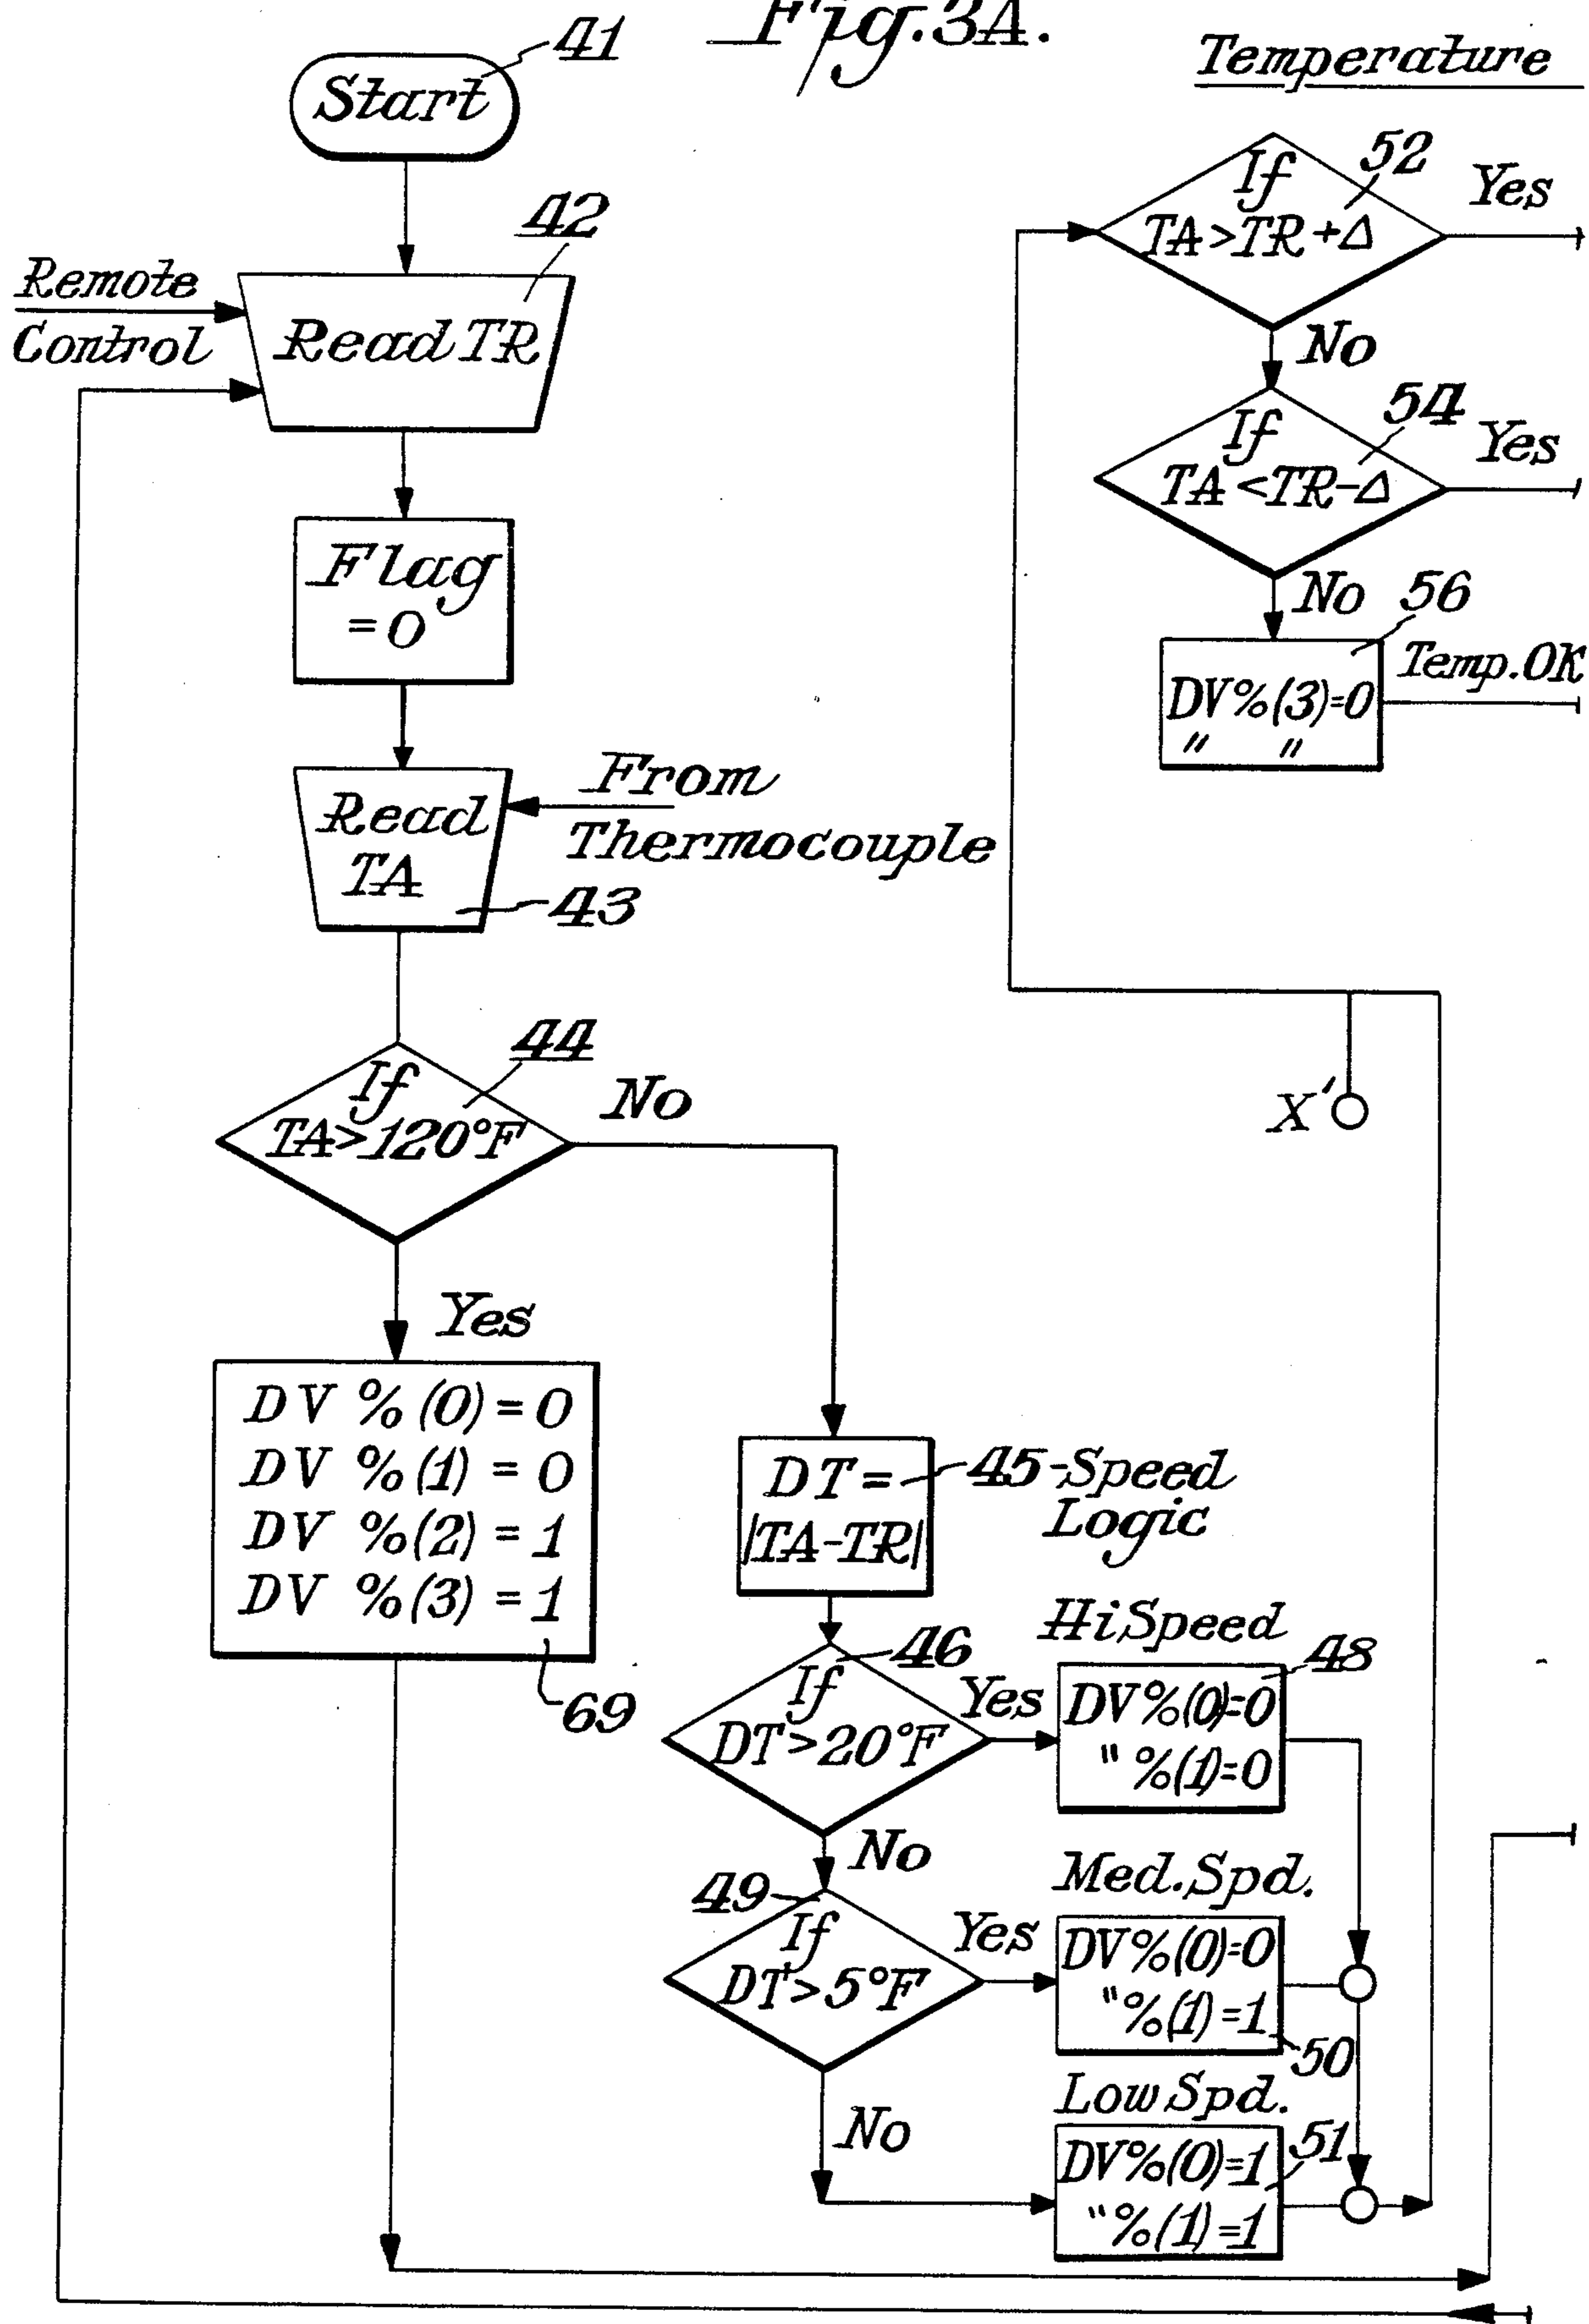 Fig. 3A.
41
Start
42
Remote
Control
Read TR
Flag
= 0
Read
TA
From
Thermocouple
43
44
If
TA > 120°F
No
Yes
DV %(0) = 0
DV %(1) = 0
DV %(2) = 1
DV %(3) = 1
69
DT =
|TA-TR|
45-Speed
Logic
46
If
DT > 20°F
Yes
No
Hi Speed
48
DV%(0)=0
" %(1)=0
49
If
DT > 5°F
Yes
No
Med. Spd.
DV%(0)=0
"%(1)=1
50
Low Spd.
51
DV%(0)=1
"%(1)=1
Temperature
52
If
TA > TR + Δ
Yes
No
54
If
TA < TR - Δ
Yes
No
56
DV%(3)=0
" "
Temp. OK
X'